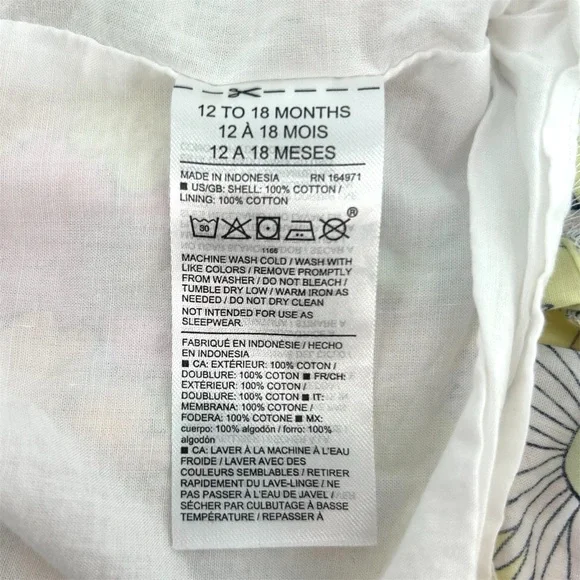 12 TO 18 MONTHS
12 À 18 MOIS
12 A 18 MESES
MADE IN INDONESIA RN 164971
■ US/GB: SHELL: 100% COTTON /
LINING: 100% COTTON
30
®
1166
MACHINE WASH COLD / WASH WITH
LIKE COLORS / REMOVE PROMPTLY
FROM WASHER / DO NOT BLEACH /
TUMBLE DRY LOW / WARM IRON AS
NEEDED / DO NOT DRY CLEAN
NOT INTENDED FOR USE AS
SLEEPWEAR.
FABRIQUÉ EN INDONÉSIE / HECHO
EN INDONESIA
■ CA: EXTÉRIEUR: 100% COTON /
DOUBLURE: 100% COTON ■ FR/CH:
EXTÉRIEUR: 100% COTON /
DOUBLURE: 100% COTON ■ IT:
MEMBRANA: 100% COTONE /
FODERA: 100% COTONE ■ MX:
cuerpo: 100% algodón / forro: 100%
algodón
■ CA: LAVER À LA MACHINE À L'EAU
FROIDE / LAVER AVEC DES
COULEURS SEMBLABLES / RETIRER
RAPIDEMENT DU LAVE-LINGE / NE
PAS PASSER À L'EAU DE JAVEL /
SÉCHER PAR CULBUTAGE À BASSE
TEMPÉRATURE / REPASSER À